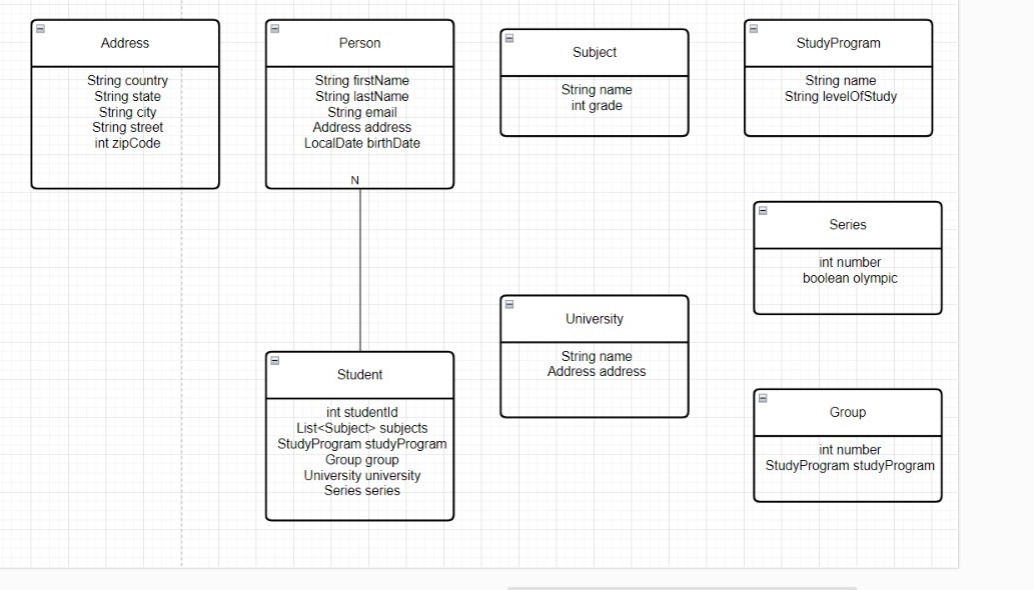 Address
String country
String state
String city
String street
int zipCode
Person
String firstName
String lastName
String email
Address address
LocalDate birthDate
N
Subject
String name
int grade
StudyProgram
String name
String levelOfStudy
Series
int number
boolean olympic
University
String name
Address address
Student
int studentId
List<Subject> subjects
StudyProgram studyProgram
Group group
University university
Series series
Group
int number
StudyProgram studyProgram